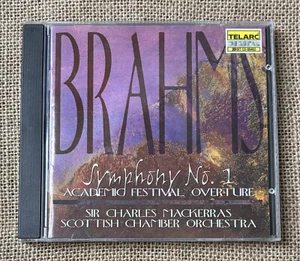 TELARC
BRAHMS
Symphony No. 1
ACADEMIC FESTIVAL OVERTURE
SIR CHARLES MACKERRAS
SCOTTISH CHAMBER ORCHESTRA